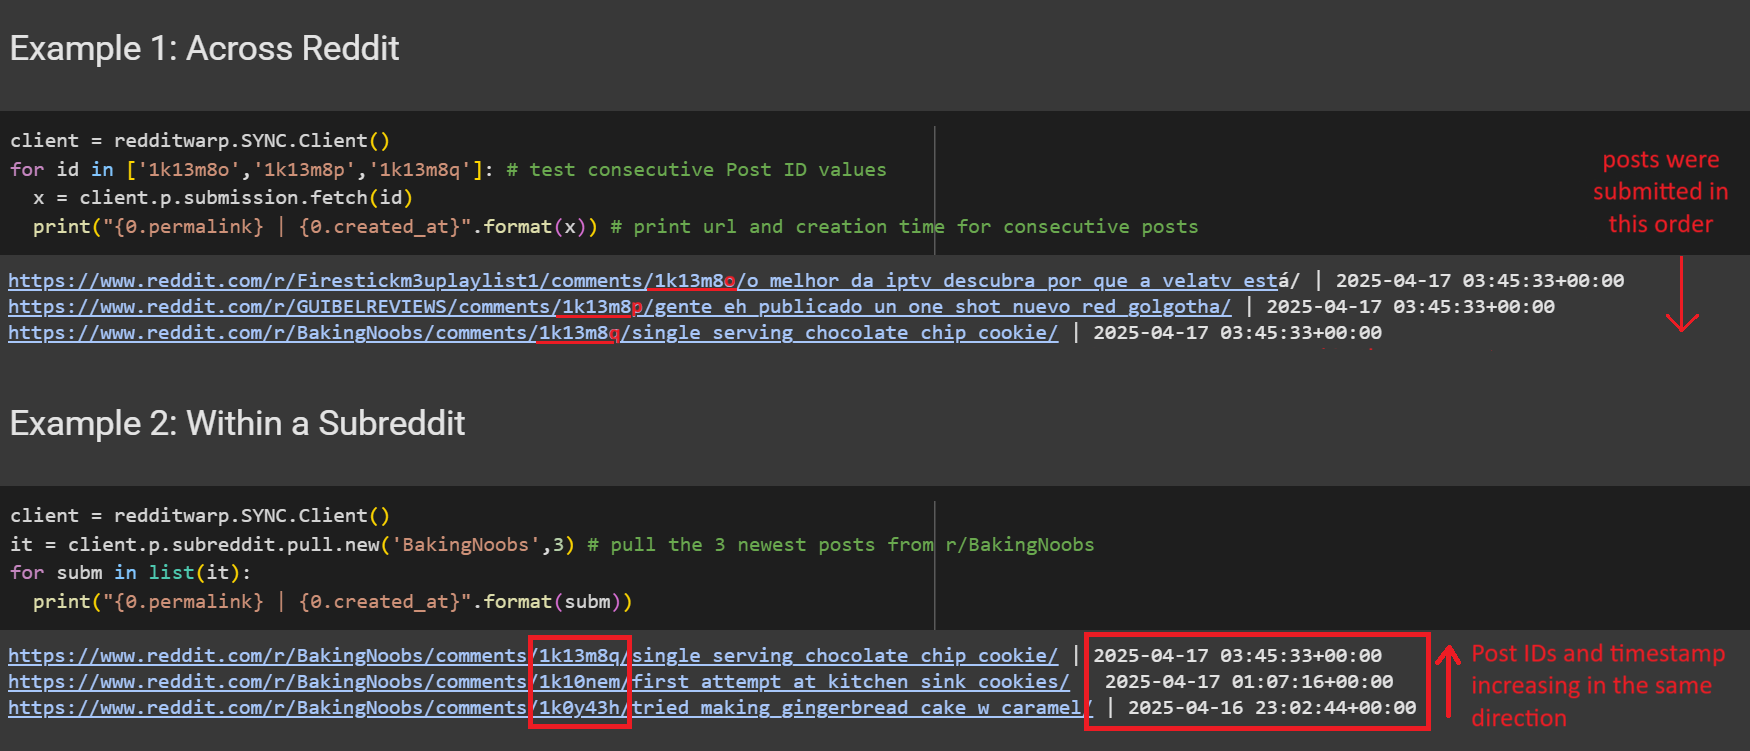 Example 1: Across Reddit
client = redditwarp.SYNC.Client()
for id in ['1k13m8o','1k13m8p','1k13m8q']: # test consecutive Post ID values
  x = client.p.submission.fetch(id)
  print("{0.permalink} | {0.created_at}".format(x)) # print url and creation time for consecutive posts
posts were
submitted in
this order
https://www.reddit.com/r/Firestickm3uplaylist1/comments/1k13m8o/o_melhor_da_iptv_descubra_por_que_a_velatv_está/ | 2025-04-17 03:45:33+00:00
https://www.reddit.com/r/GUIBELREVIEWS/comments/1k13m8p/gente_eh_publicado_un_one_shot_nuevo_red_golgotha/ | 2025-04-17 03:45:33+00:00
https://www.reddit.com/r/BakingNoobs/comments/1k13m8q/single_serving_chocolate_chip_cookie/ | 2025-04-17 03:45:33+00:00
Example 2: Within a Subreddit
client = redditwarp.SYNC.Client()
it = client.p.subreddit.pull.new('BakingNoobs',3) # pull the 3 newest posts from r/BakingNoobs
for subm in list(it):
  print("{0.permalink} | {0.created_at}".format(subm))
https://www.reddit.com/r/BakingNoobs/comments/1k13m8q/single_serving_chocolate_chip_cookie/ | 2025-04-17 03:45:33+00:00
https://www.reddit.com/r/BakingNoobs/comments/1k10nem/first_attempt_at_kitchen_sink_cookies/ 2025-04-17 01:07:16+00:00
https://www.reddit.com/r/BakingNoobs/comments/1k0y43h/tried_making_gingerbread_cake_w_caramel/ | 2025-04-16 23:02:44+00:00
Post IDs and timestamp
increasing in the same
direction